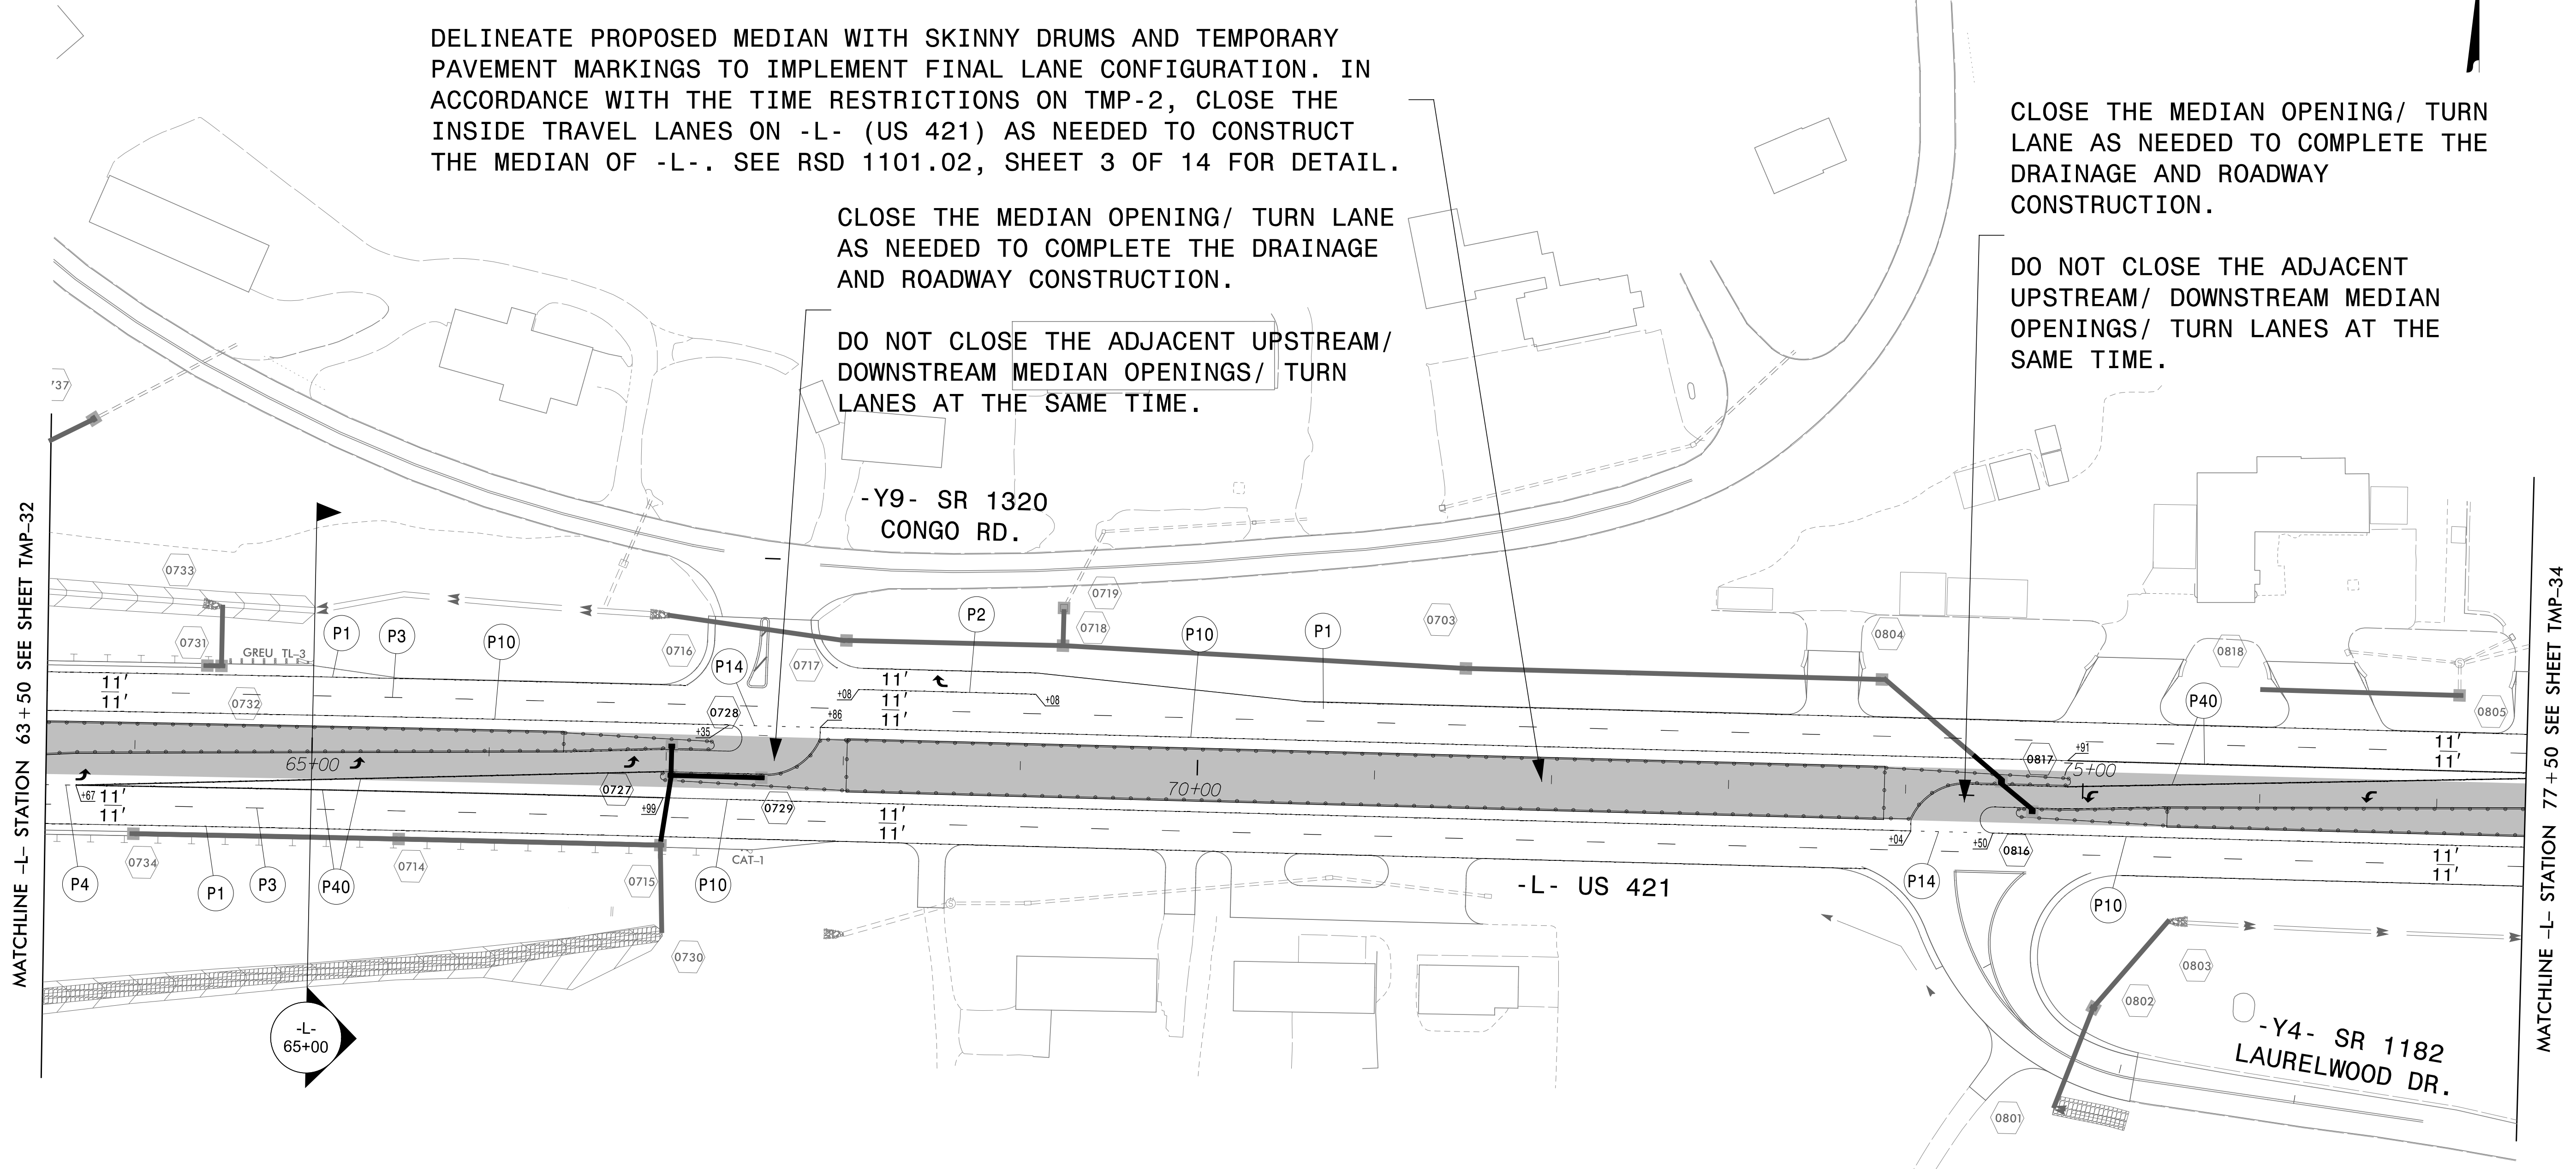 DELINEATE PROPOSED MEDIAN WITH SKINNY DRUMS AND TEMPORARY
PAVEMENT MARKINGS TO IMPLEMENT FINAL LANE CONFIGURATION. IN
ACCORDANCE WITH THE TIME RESTRICTIONS ON TMP-2, CLOSE THE
INSIDE TRAVEL LANES ON -L- (US 421) AS NEEDED TO CONSTRUCT
THE MEDIAN OF -L-. SEE RSD 1101.02, SHEET 3 OF 14 FOR DETAIL.
CLOSE THE MEDIAN OPENING/ TURN LANE
AS NEEDED TO COMPLETE THE DRAINAGE
AND ROADWAY CONSTRUCTION.
DO NOT CLOSE THE ADJACENT UPSTREAM/
DOWNSTREAM MEDIAN OPENINGS/ TURN
LANES AT THE SAME TIME.
CLOSE THE MEDIAN OPENING/ TURN
LANE AS NEEDED TO COMPLETE THE
DRAINAGE AND ROADWAY
CONSTRUCTION.
DO NOT CLOSE THE ADJACENT
UPSTREAM/ DOWNSTREAM MEDIAN
OPENINGS/ TURN LANES AT THE
SAME TIME.
MATCHLINE -L- STATION 63+50 SEE SHEET TMP-32
MATCHLINE -L- STATION 77+50 SEE SHEET TMP-34
-Y9- SR 1320
CONGO RD.
0733
0731
GREU TL-3
P1
P3
P10
0716
P14
0717
0719
0718
P2
P10
P1
0703
0804
0818
P40
0805
11'
11'
0732
0728
+35
+08
+86
11'
11'
11'
+08
0817
+91
75+00
11'
11'
65+00
70+00
+67
11'
11'
0727
+99
0729
11'
11'
+04
+50
0816
11'
11'
P4
0734
P1
P3
P40
0714
0715
P10
CAT-1
0730
-L- US 421
P14
P10
0803
0802
0801
-Y4- SR 1182
LAURELWOOD DR.
-L-
65+00